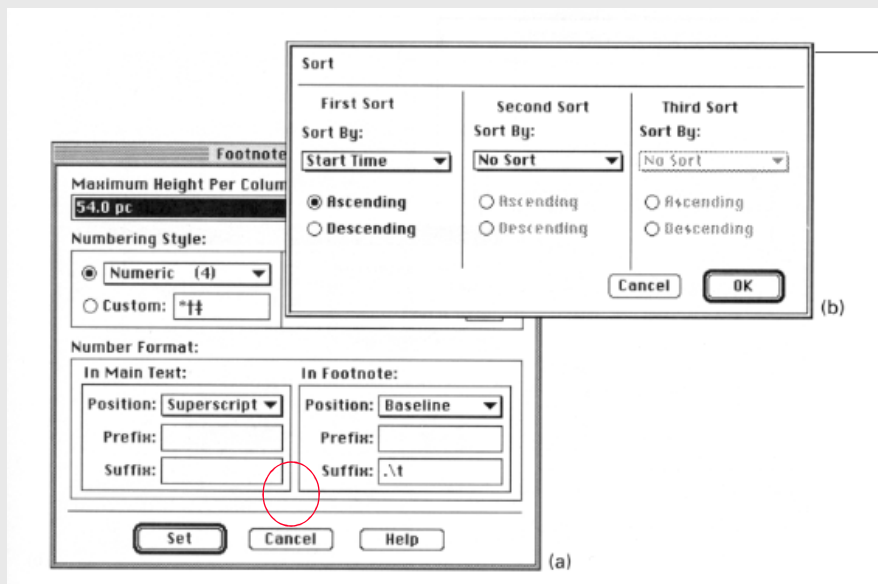 Sort
First Sort Second Sort Third Sort
Sort By: Sort By: Sort By:
Start Time No Sort No Sort
Ascending Ascending Ascending
Descending Descending Descending
Cancel OK
(b)
Footnote
Maximum Height Per Colum
54.0 pc
Numbering Style:
Numeric (4)
Custom: *†‡
Number Format:
In Main Text: In Footnote:
Position: Superscript Position: Baseline
Prefix: Prefix:
Suffix: Suffix: .\t
Set Cancel Help
(a)